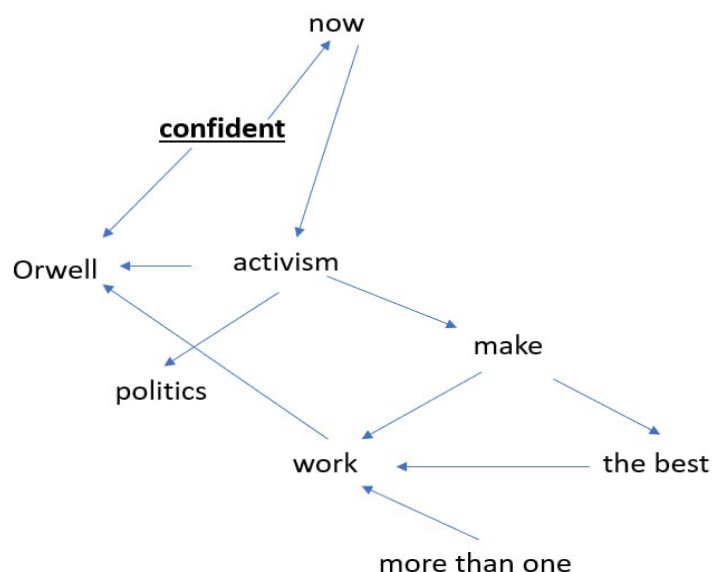 now
confident
Orwell
activism
make
politics
work
the best
more than one